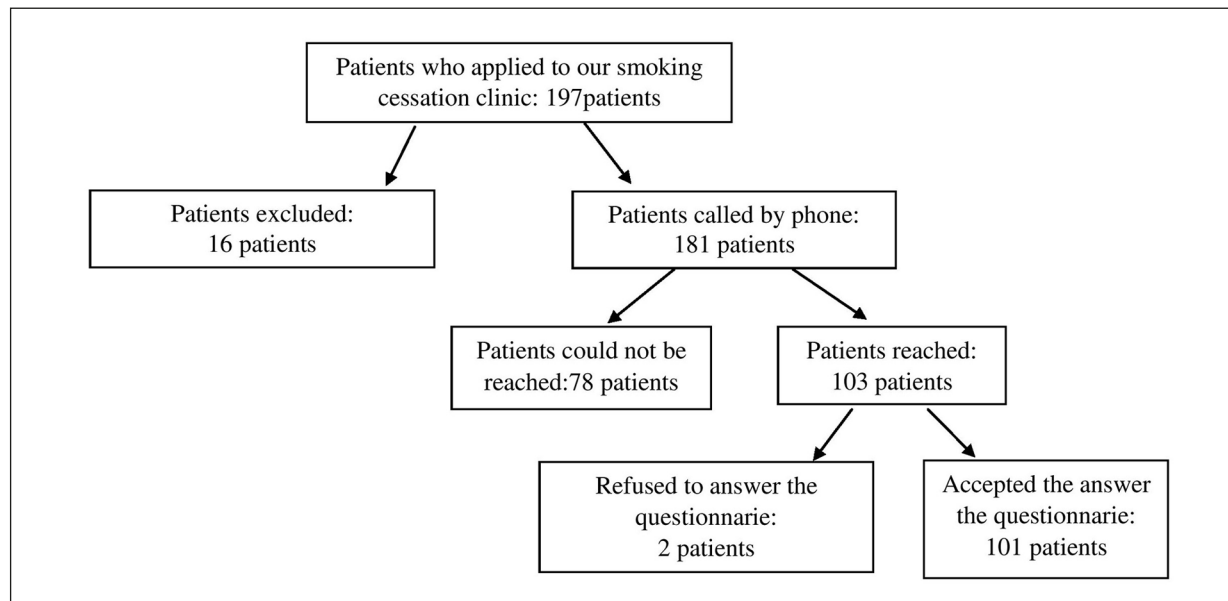 Patients who applied to our smoking
cessation clinic: 197patients
Patients excluded:
16 patients
Patients called by phone:
181 patients
Patients could not be
reached:78 patients
Patients reached:
103 patients
Refused to answer the
questionnarie:
2 patients
Accepted the answer
the questionnarie:
101 patients